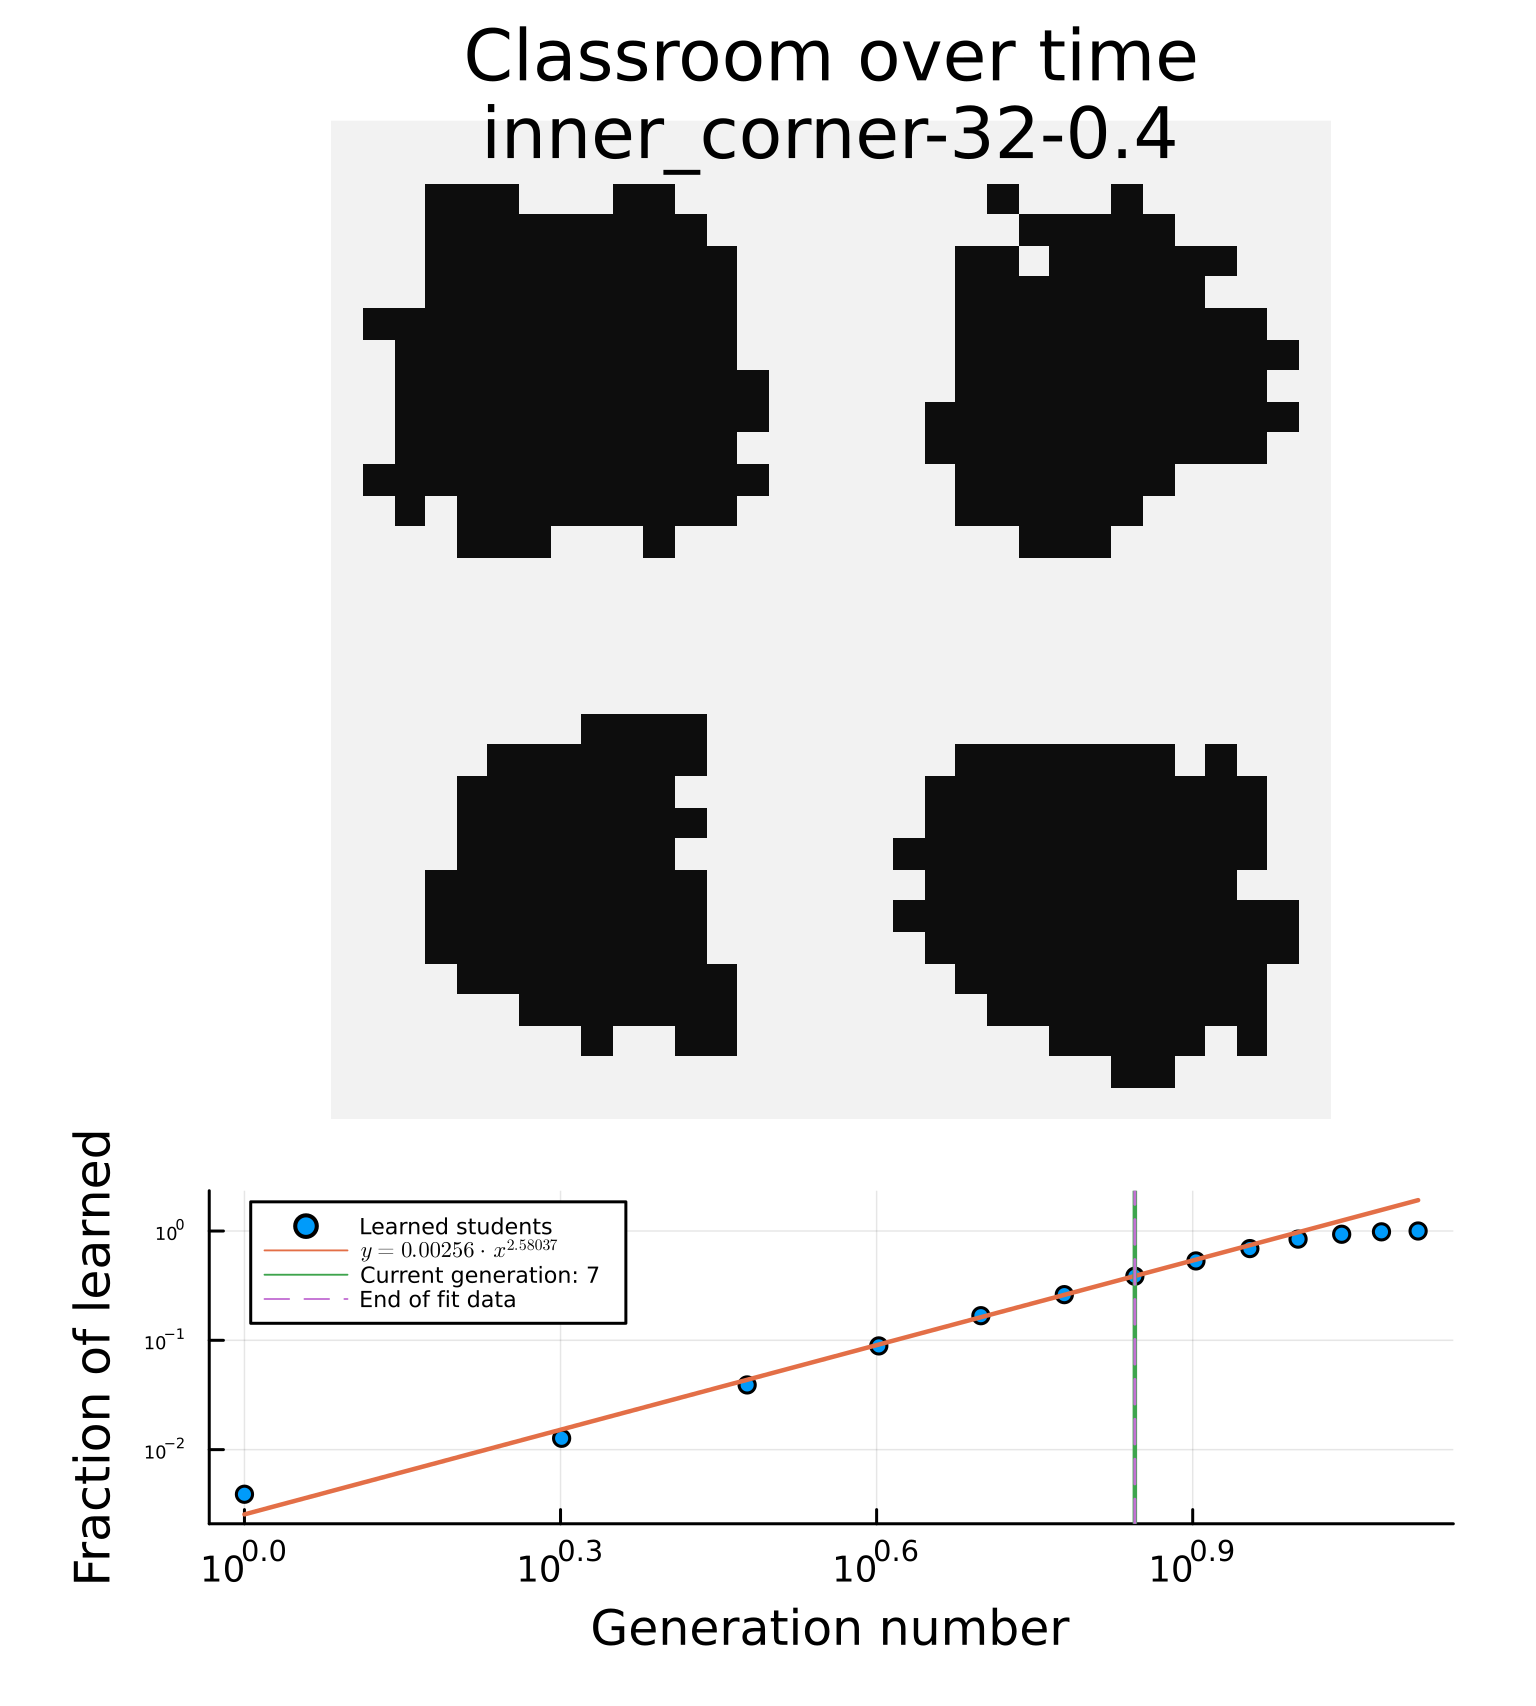 Classroom over time
inner_corner-32-0.4
Fraction of learned
10⁰
10⁻¹
10⁻²
Learned students
y = 0.00256 · x^2.58037
Current generation: 7
End of fit data
10^0.0
10^0.3
10^0.6
10^0.9
Generation number